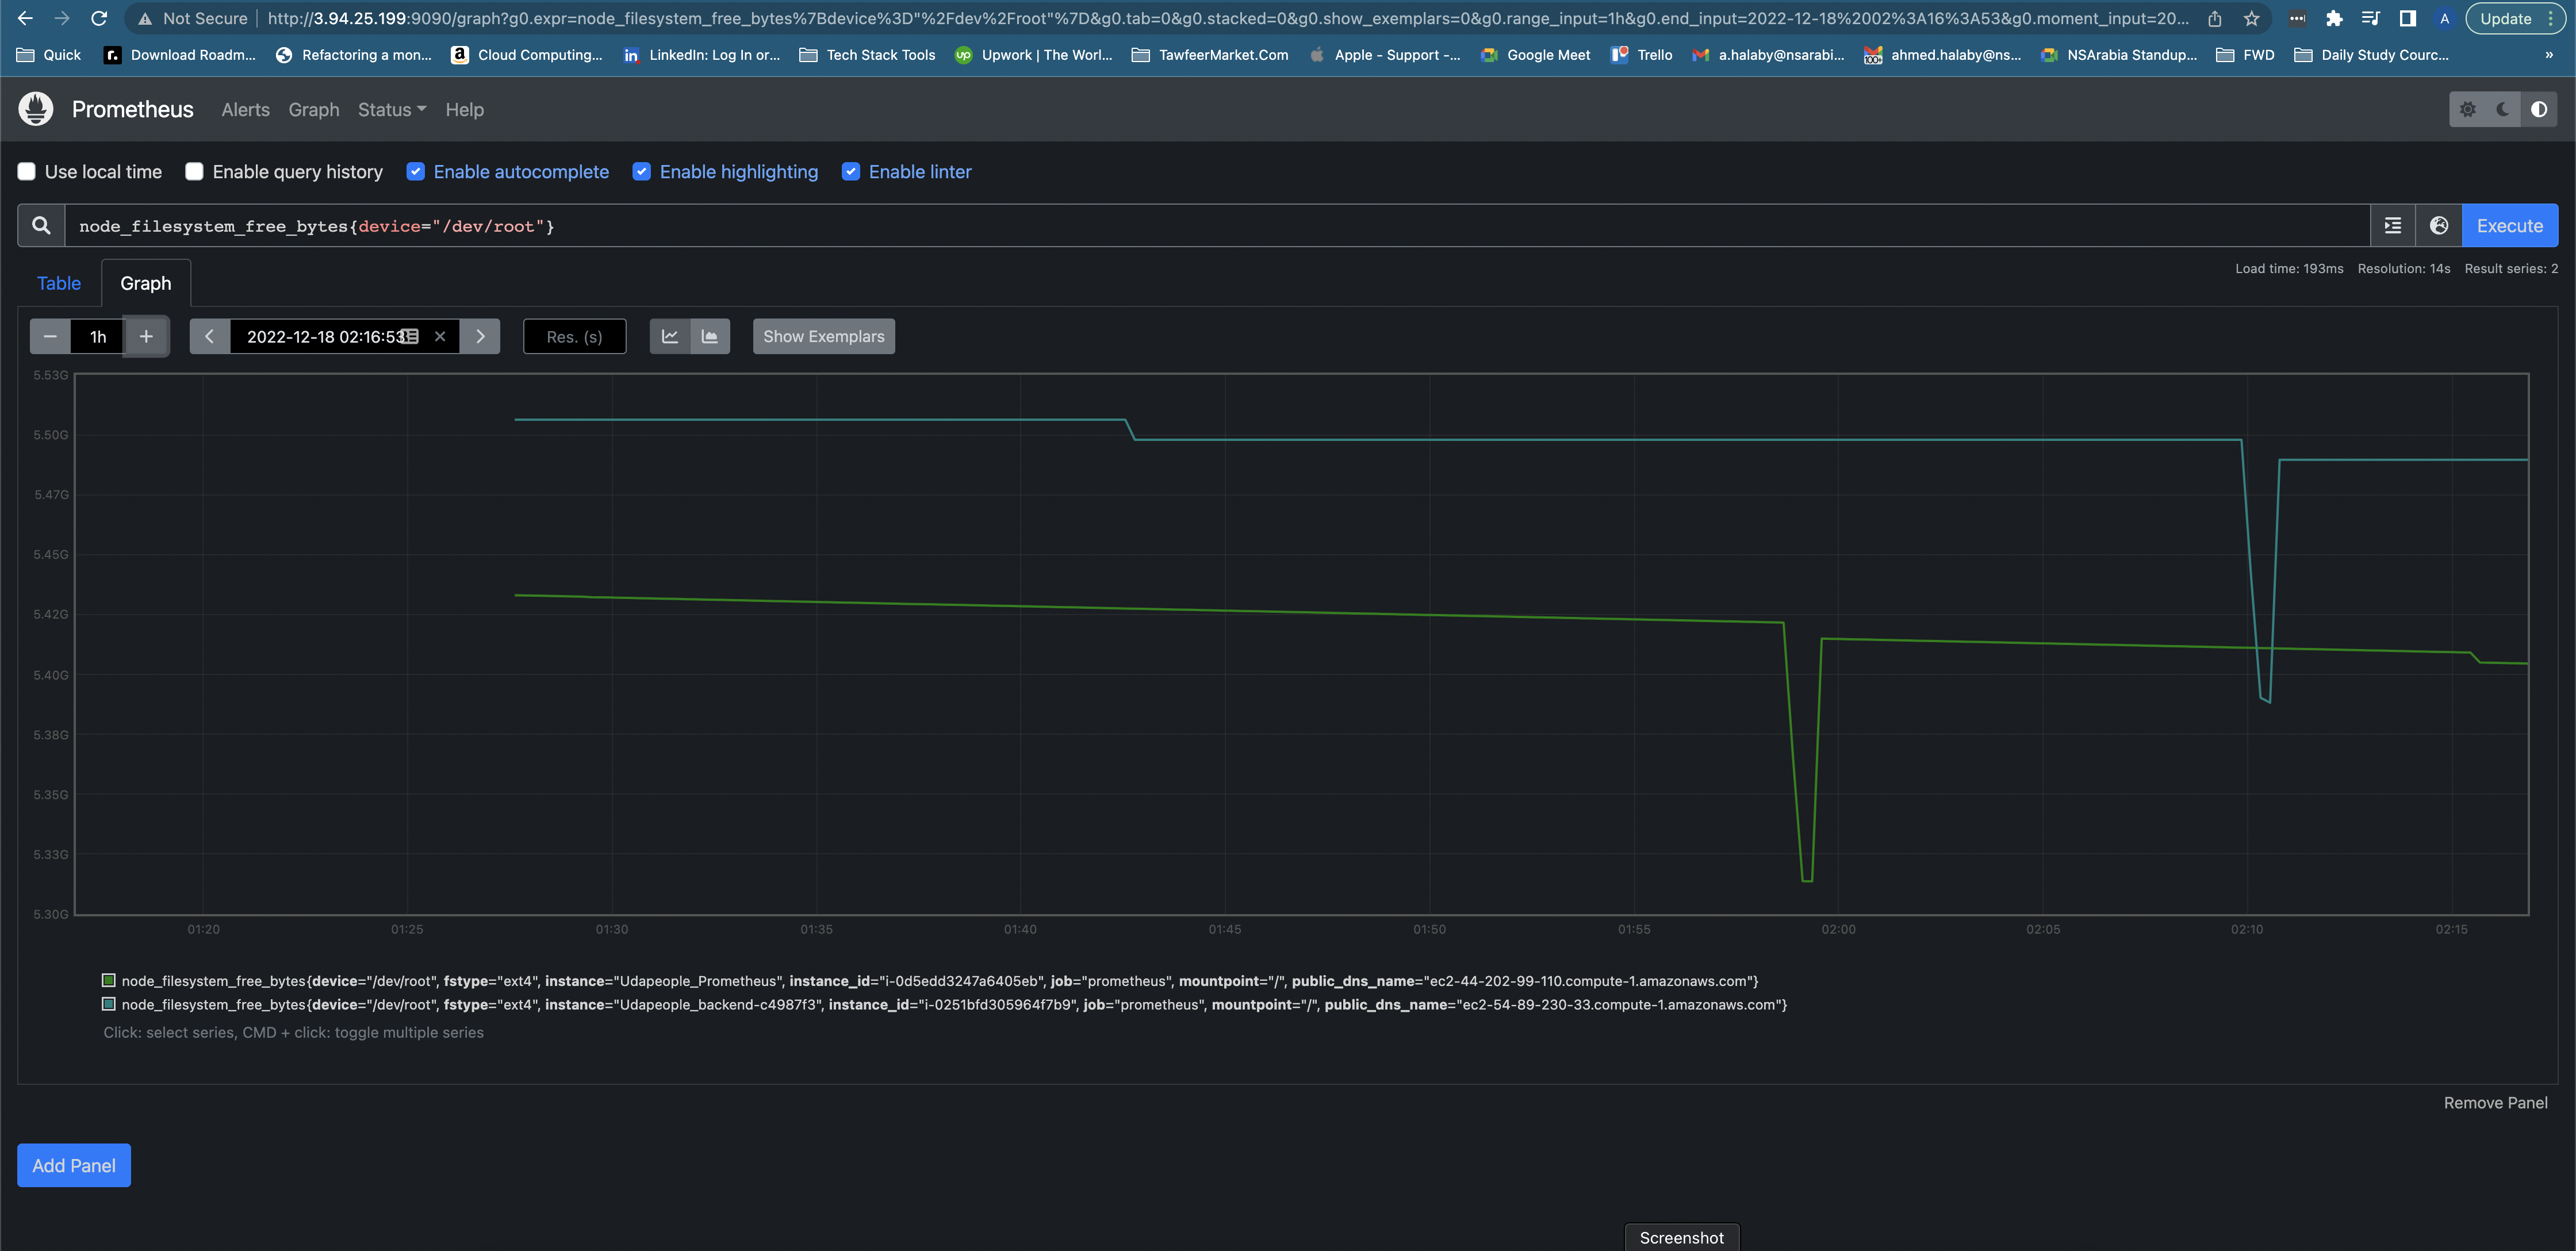 Not Secure http://3.94.25.199:9090/graph?g0.expr=node_filesystem_free_bytes%7Bdevice%3D"%2Fdev%2Froot"%7D&g0.tab=0&g0.stacked=0&g0.show_exemplars=0&g0.range_input=1h&g0.end_input=2022-12-18%2002%3A16%3A53&g0.moment_input=20... A Update
Quick Download Roadm... Refactoring a mon... Cloud Computing... LinkedIn: Log In or... Tech Stack Tools Upwork | The Worl... TawfeerMarket.Com Apple - Support -... Google Meet Trello a.halaby@nsarabi... ahmed.halaby@ns... NSArabia Standup... FWD Daily Study Courc... »
Prometheus Alerts Graph Status Help
Use local time Enable query history Enable autocomplete Enable highlighting Enable linter
node_filesystem_free_bytes{device="/dev/root"} Execute
Table Graph Load time: 193ms Resolution: 14s Result series: 2
1h 2022-12-18 02:16:53 Res. (s) Show Exemplars
5.53G
5.50G
5.47G
5.45G
5.42G
5.40G
5.38G
5.35G
5.33G
5.30G
01:20 01:25 01:30 01:35 01:40 01:45 01:50 01:55 02:00 02:05 02:10 02:15
node_filesystem_free_bytes{device="/dev/root", fstype="ext4", instance="Udapeople_Prometheus", instance_id="i-0d5edd3247a6405eb", job="prometheus", mountpoint="/", public_dns_name="ec2-44-202-99-110.compute-1.amazonaws.com"}
node_filesystem_free_bytes{device="/dev/root", fstype="ext4", instance="Udapeople_backend-c4987f3", instance_id="i-0251bfd305964f7b9", job="prometheus", mountpoint="/", public_dns_name="ec2-54-89-230-33.compute-1.amazonaws.com"}
Click: select series, CMD + click: toggle multiple series
Remove Panel
Add Panel
Screenshot